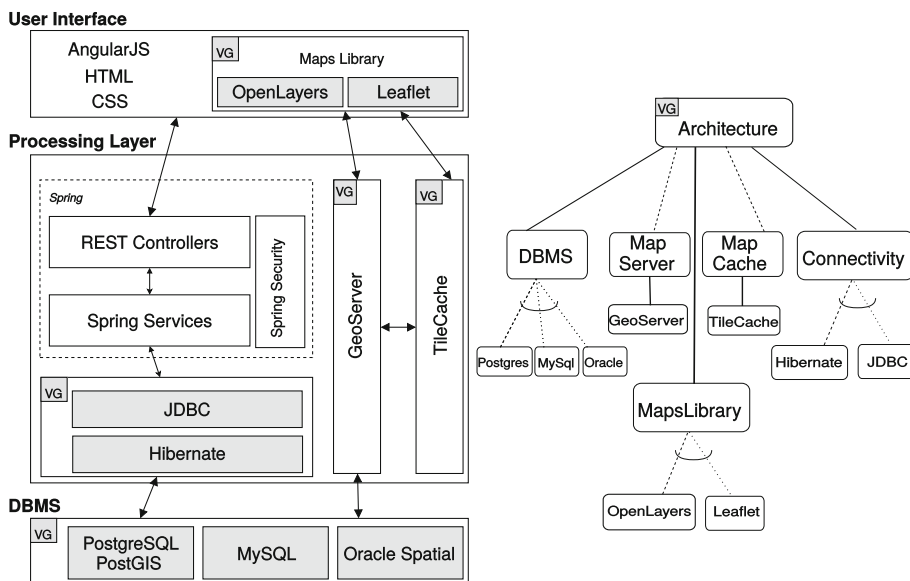 User Interface
AngularJS
HTML
CSS
VG
Maps Library
OpenLayers
Leaflet
Processing Layer
Spring
REST Controllers
Spring Services
Spring Security
VG
GeoServer
VG
TileCache
VG
JDBC
Hibernate
DBMS
VG
PostgreSQL
PostGIS
MySQL
Oracle Spatial
VG
Architecture
DBMS
Map
Server
Map
Cache
Connectivity
GeoServer
TileCache
Postgres
MySql
Oracle
Hibernate
JDBC
MapsLibrary
OpenLayers
Leaflet